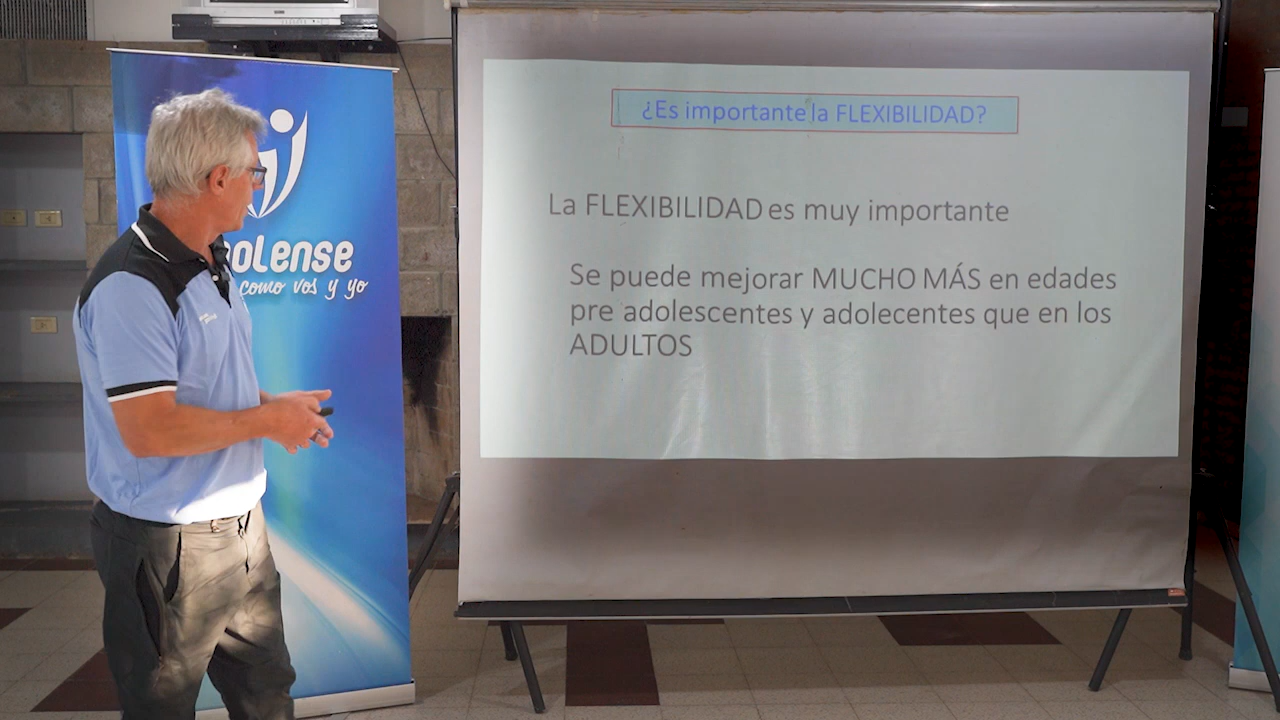 ¿Es importante la FLEXIBILIDAD?
La FLEXIBILIDAD es muy importante
Se puede mejorar MUCHO MÁS en edades
pre adolescentes y adolecentes que en los
ADULTOS
olense
como vos y yo